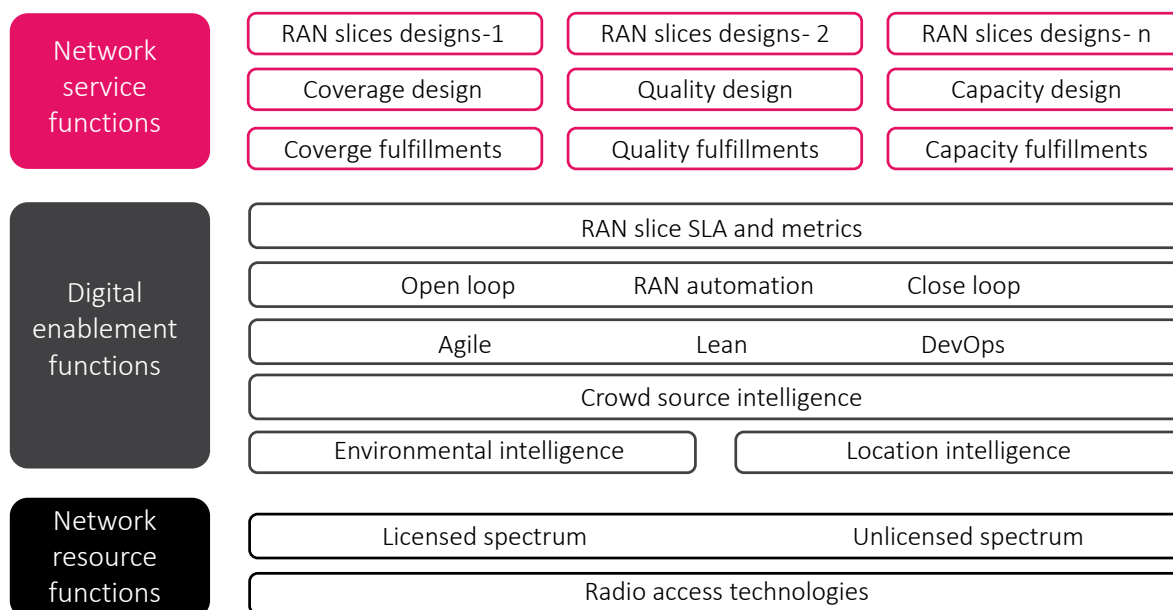 Network
service
functions
RAN slices designs-1
RAN slices designs- 2
RAN slices designs- n
Coverage design
Quality design
Capacity design
Coverge fulfillments
Quality fulfillments
Capacity fulfillments
Digital
enablement
functions
RAN slice SLA and metrics
Open loop
RAN automation
Close loop
Agile
Lean
DevOps
Crowd source intelligence
Environmental intelligence
Location intelligence
Network
resource
functions
Licensed spectrum
Unlicensed spectrum
Radio access technologies